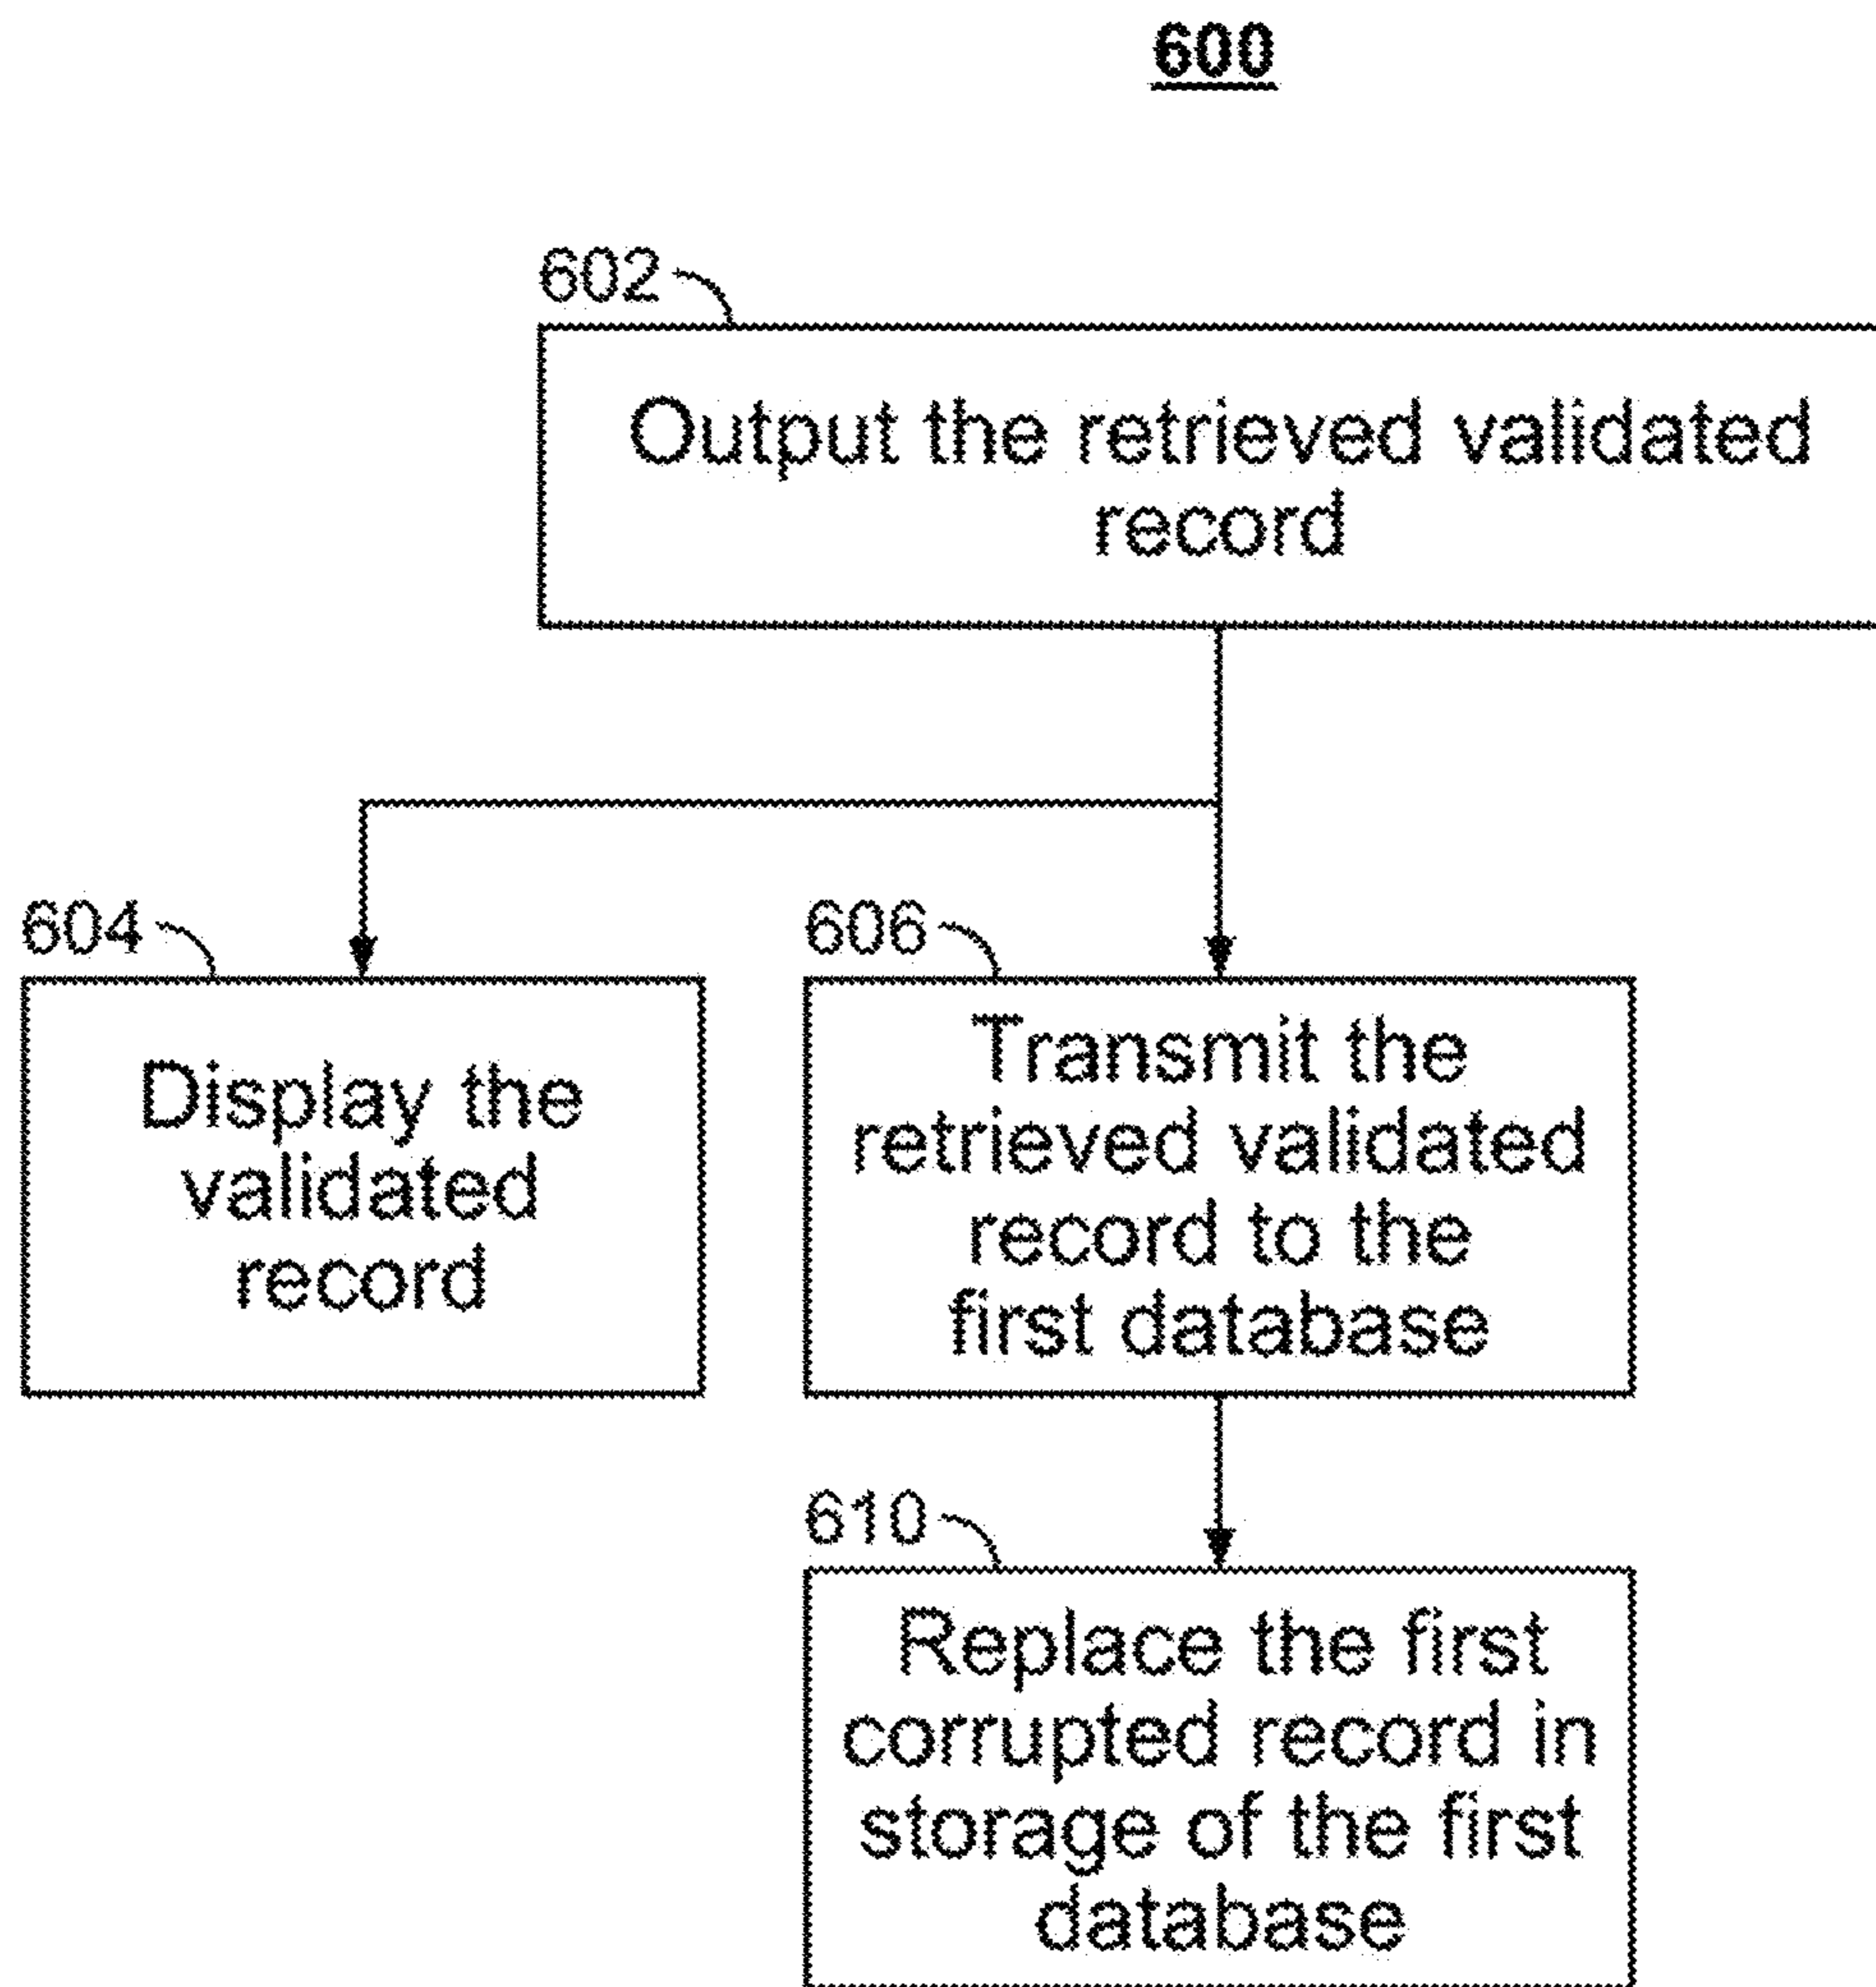 600
602
Output the retrieved validated
record
604
Display the
validated
record
606
Transmit the
retrieved validated
record to the
first database
610
Replace the first
corrupted record in
storage of the first
database